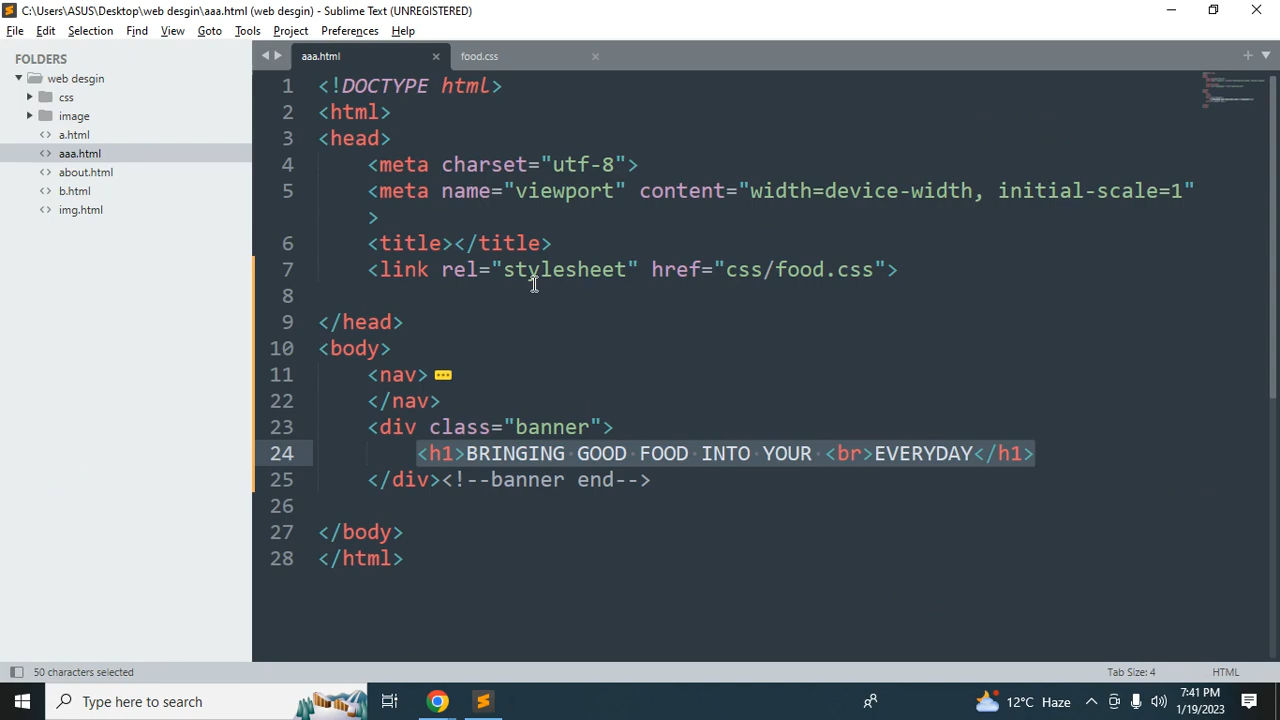 C:\Users\ASUS\Desktop\web desgin\aaa.html (web desgin) - Sublime Text (UNREGISTERED)
File Edit Selection Find View Goto Tools Project Preferences Help
FOLDERS
web desgin
css
image
a.html
aaa.html
about.html
b.html
img.html
aaa.html × food.css ×
1 <!DOCTYPE html>
2 <html>
3 <head>
4 <meta charset="utf-8">
5 <meta name="viewport" content="width=device-width, initial-scale=1"
>
6 <title></title>
7 <link rel="stylesheet" href="css/food.css">
8
9 </head>
10 <body>
11 <nav>
22 </nav>
23 <div class="banner">
24 <h1>BRINGING GOOD FOOD INTO YOUR <br>EVERYDAY</h1>
25 </div><!--banner end-->
26
27 </body>
28 </html>
50 characters selected Tab Size: 4 HTML
Type here to search 12°C Haze 7:41 PM
1/19/2023